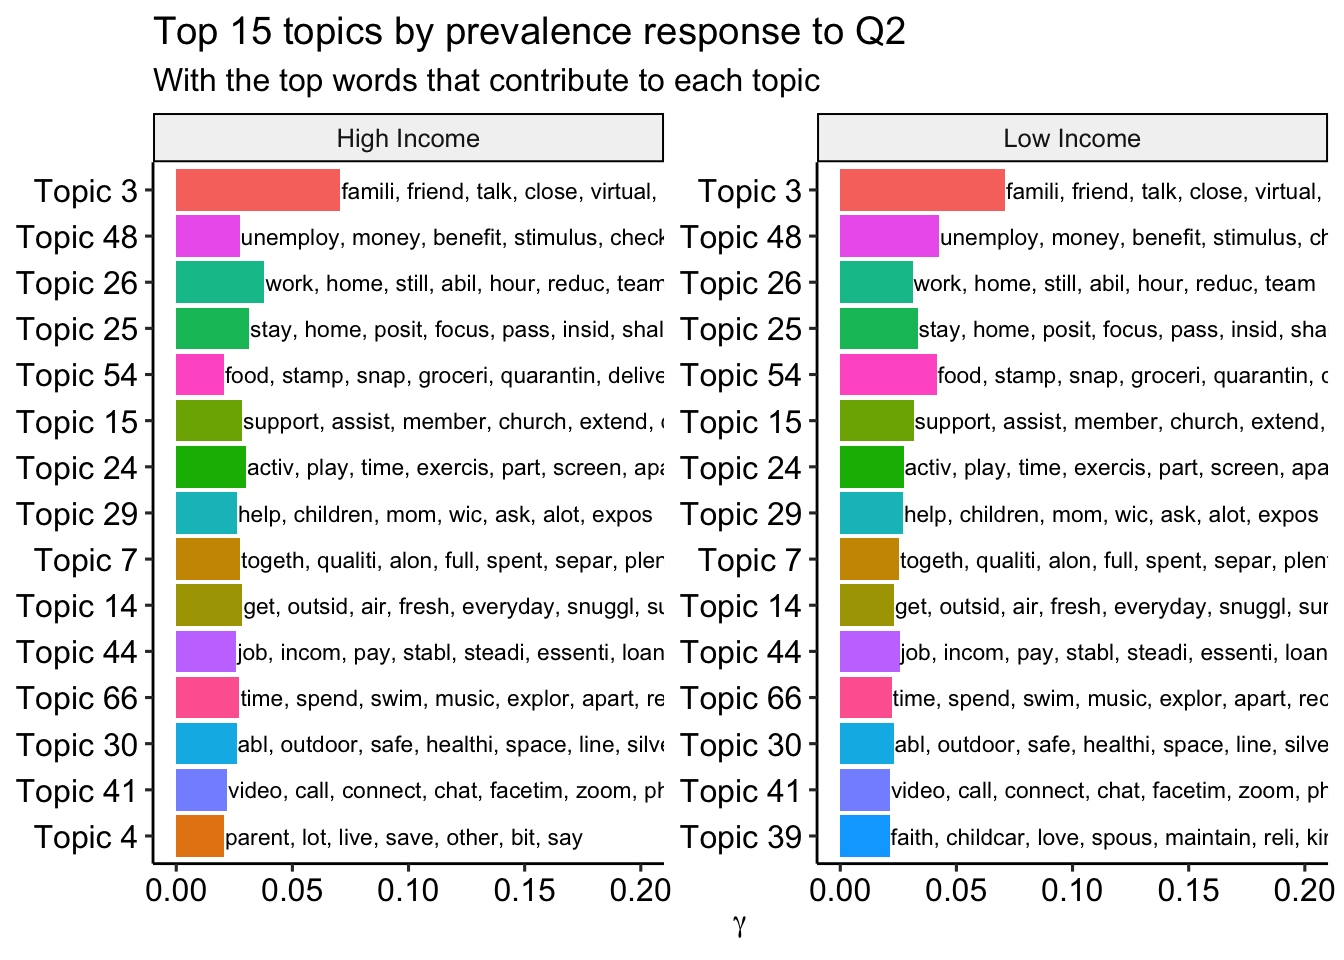 Top 15 topics by prevalence response to Q2
With the top words that contribute to each topic
High Income
Topic 3 famili, friend, talk, close, virtual,
Topic 48 unemploy, money, benefit, stimulus, check
Topic 26 work, home, still, abil, hour, reduc, team
Topic 25 stay, home, posit, focus, pass, insid,
Topic 54 food, stamp, snap, groceri, quarantin,
Topic 15 support, assist, member, church, extend,
Topic 24 activ, play, time, exercis, part, screen,
Topic 29 help, children, mom, wic, ask, alot, expos
Topic 7 togeth, qualiti, alon, full, spent, separ,
Topic 14 get, outsid, air, fresh, everyday, snuggl,
Topic 44 job, incom, pay, stabl, steadi, essenti, loan
Topic 66 time, spend, swim, music, explor, apart,
Topic 30 abl, outdoor, safe, healthi, space, line,
Topic 41 video, call, connect, chat, facetim, zoom,
Topic 4 parent, lot, live, save, other, bit, say
0.00 0.05 0.10 0.15 0.20
Low Income
Topic 3 famili, friend, talk, close, virtual,
Topic 48 unemploy, money, benefit, stimulus,
Topic 26 work, home, still, abil, hour, reduc, team
Topic 25 stay, home, posit, focus, pass, insid,
Topic 54 food, stamp, snap, groceri, quarantin,
Topic 15 support, assist, member, church, extend,
Topic 24 activ, play, time, exercis, part, screen,
Topic 29 help, children, mom, wic, ask, alot, expos
Topic 7 togeth, qualiti, alon, full, spent, separ,
Topic 14 get, outsid, air, fresh, everyday, snuggl,
Topic 44 job, incom, pay, stabl, steadi, essenti, loan
Topic 66 time, spend, swim, music, explor, apart,
Topic 30 abl, outdoor, safe, healthi, space, line,
Topic 41 video, call, connect, chat, facetim, zoom,
Topic 39 faith, childcar, love, spous, maintain, reli,
0.00 0.05 0.10 0.15 0.20
γ